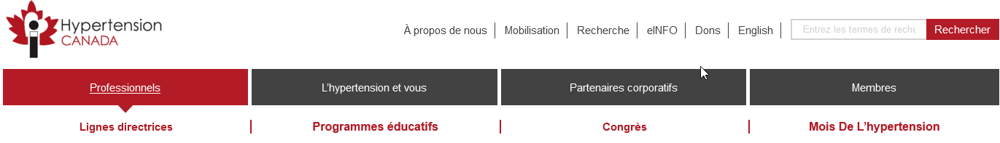 Hypertension
CANADA
À propos de nous Mobilisation Recherche eINFO Dons English Entrez les termes de reche Rechercher
Professionnels L'hypertension et vous Partenaires corporatifs Membres
Lignes directrices Programmes éducatifs Congrès Mois De L'hypertension